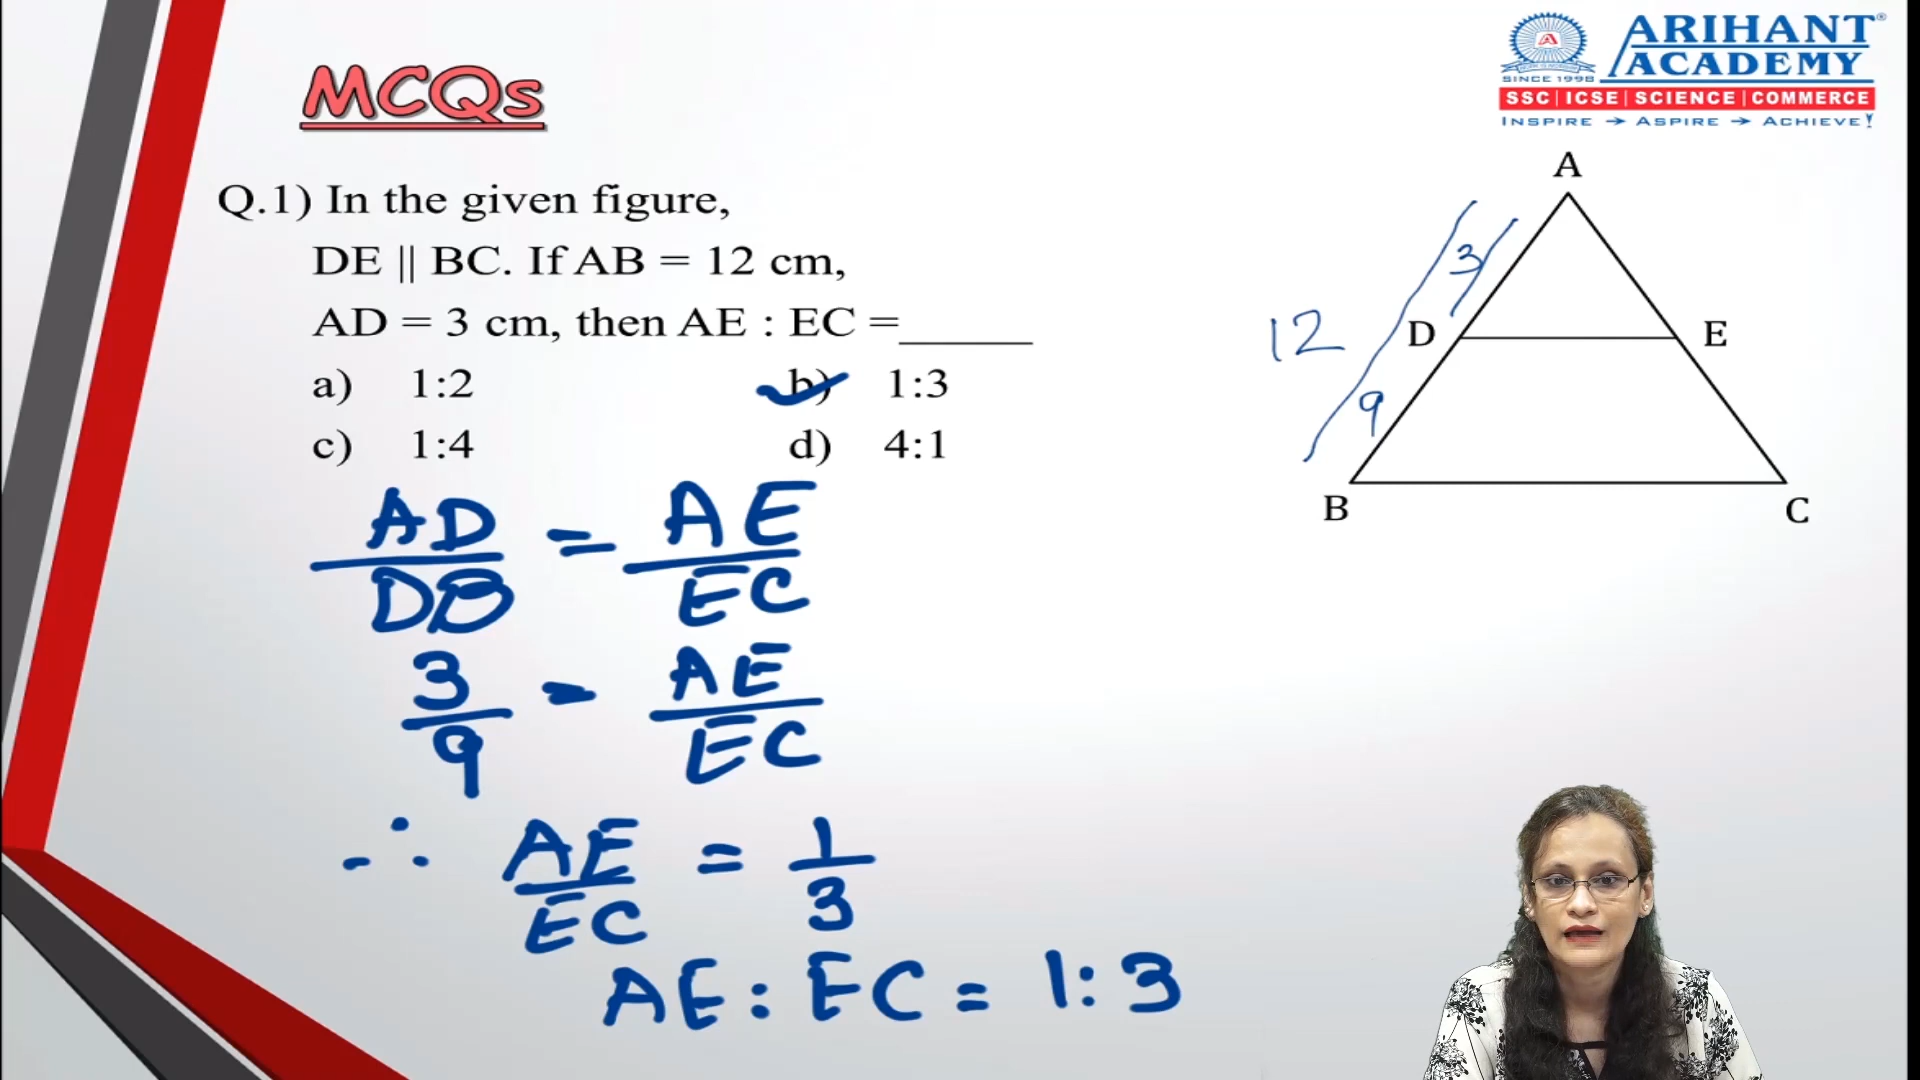 MCQs
ARIHANT
ACADEMY
SINCE 1998
SSC | ICSE | SCIENCE | COMMERCE
INSPIRE → ASPIRE → ACHIEVE!
Q.1) In the given figure,
DE || BC. If AB = 12 cm,
AD = 3 cm, then AE : EC =______
a) 1:2 b) 1:3
c) 1:4 d) 4:1
A
3
12
D E
9
B C
AD/DB = AE/EC
3/9 = AE/EC
∴ AE/EC = 1/3
AE : EC = 1:3